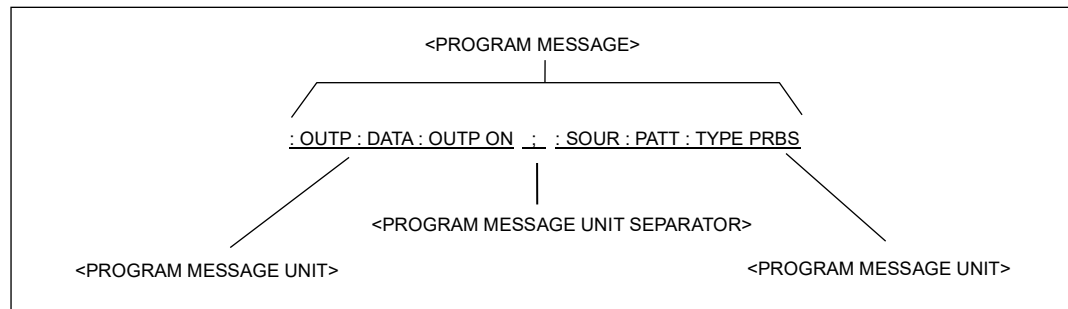 <PROGRAM MESSAGE>
: OUTP : DATA : OUTP ON ; : SOUR : PATT : TYPE PRBS
<PROGRAM MESSAGE UNIT SEPARATOR>
<PROGRAM MESSAGE UNIT> <PROGRAM MESSAGE UNIT>